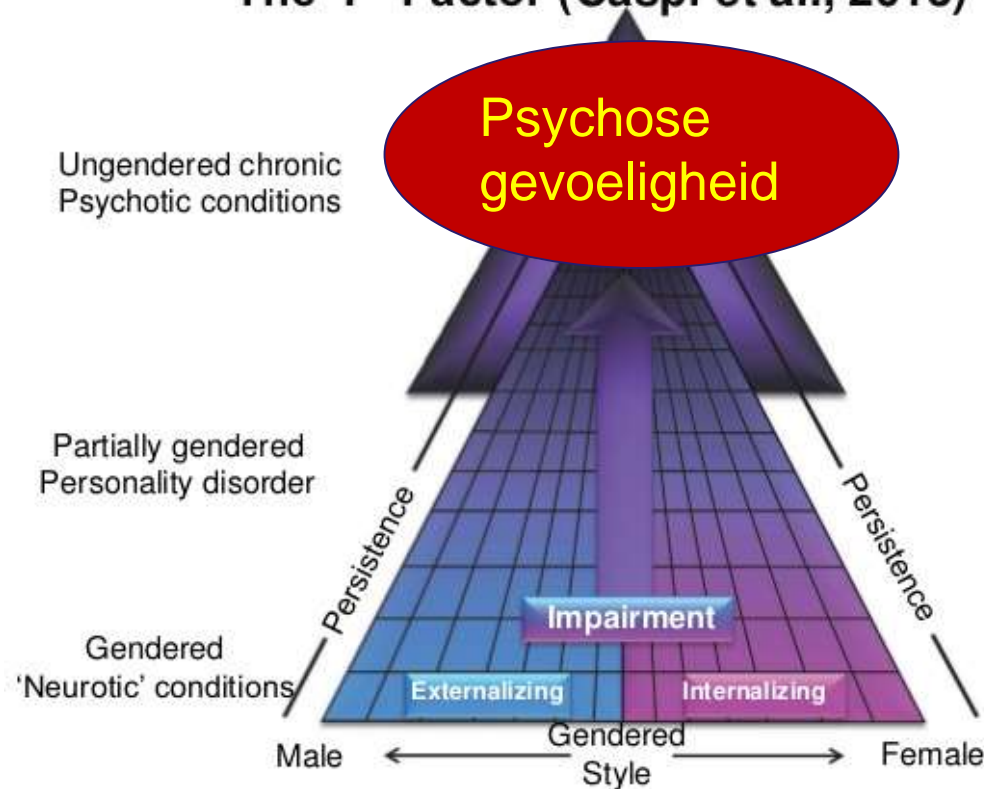 Psychose
gevoeligheid
Ungendered chronic
Psychotic conditions
Partially gendered
Personality disorder
Persistence
Persistence
Gendered
‘Neurotic’ conditions
Impairment
Externalizing
Internalizing
Male
Gendered
Style
Female